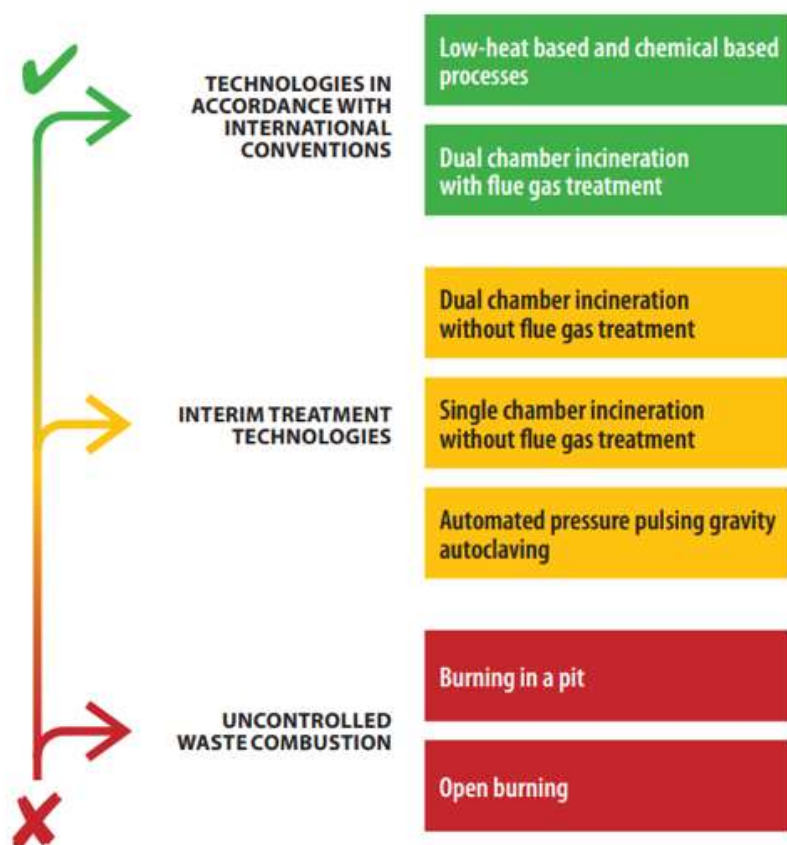 TECHNOLOGIES IN
ACCORDANCE WITH
INTERNATIONAL
CONVENTIONS
Low-heat based and chemical based
processes
Dual chamber incineration
with flue gas treatment
INTERIM TREATMENT
TECHNOLOGIES
Dual chamber incineration
without flue gas treatment
Single chamber incineration
without flue gas treatment
Automated pressure pulsing gravity
autoclaving
UNCONTROLLED
WASTE COMBUSTION
Burning in a pit
Open burning